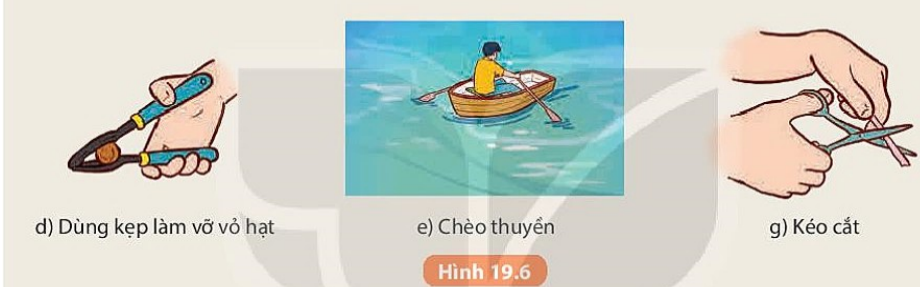 d) Dùng kẹp làm vỡ vỏ hạt
e) Chèo thuyền
g) Kéo cắt
Hình 19.6